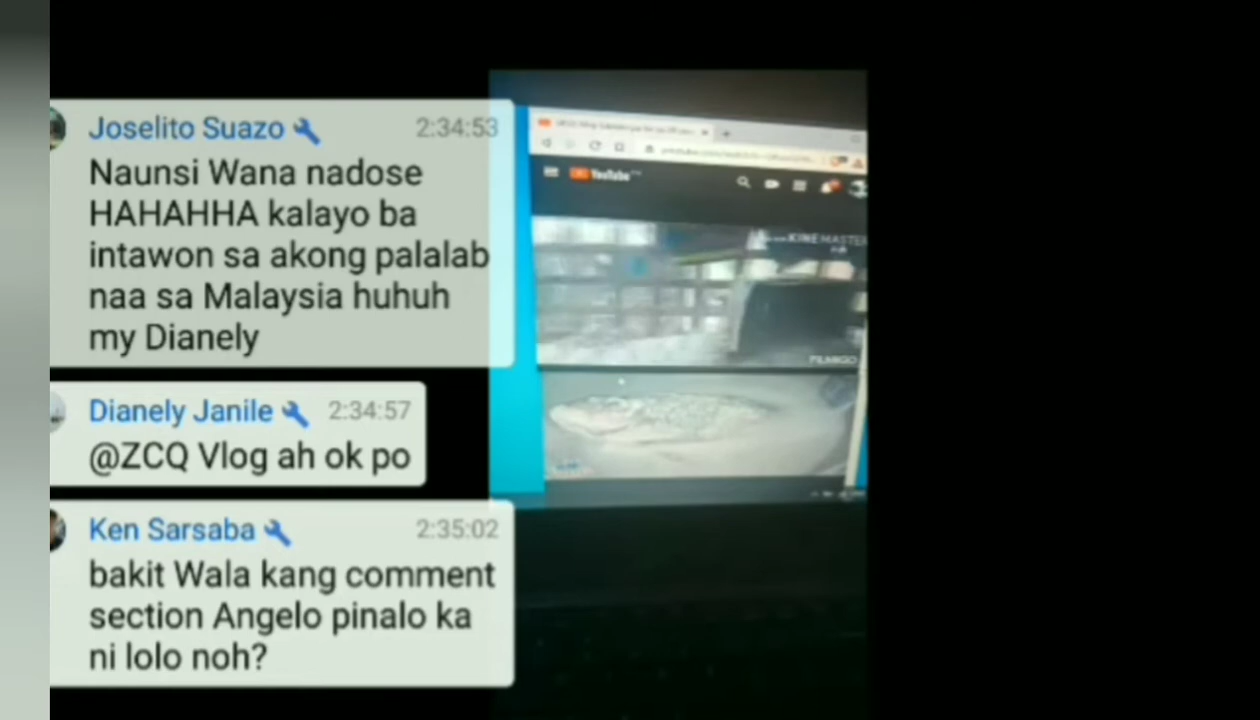 Joselito Suazo 2:34:53
Naunsi Wana nadose
HAHAHHA kalayo ba
intawon sa akong palalab
naa sa Malaysia huhuh
my Dianely
Dianely Janile 2:34:57
@ZCQ Vlog ah ok po
Ken Sarsaba 2:35:02
bakit Wala kang comment
section Angelo pinalo ka
ni lolo noh?
YouTube
KINEMASTER
FILMIGO